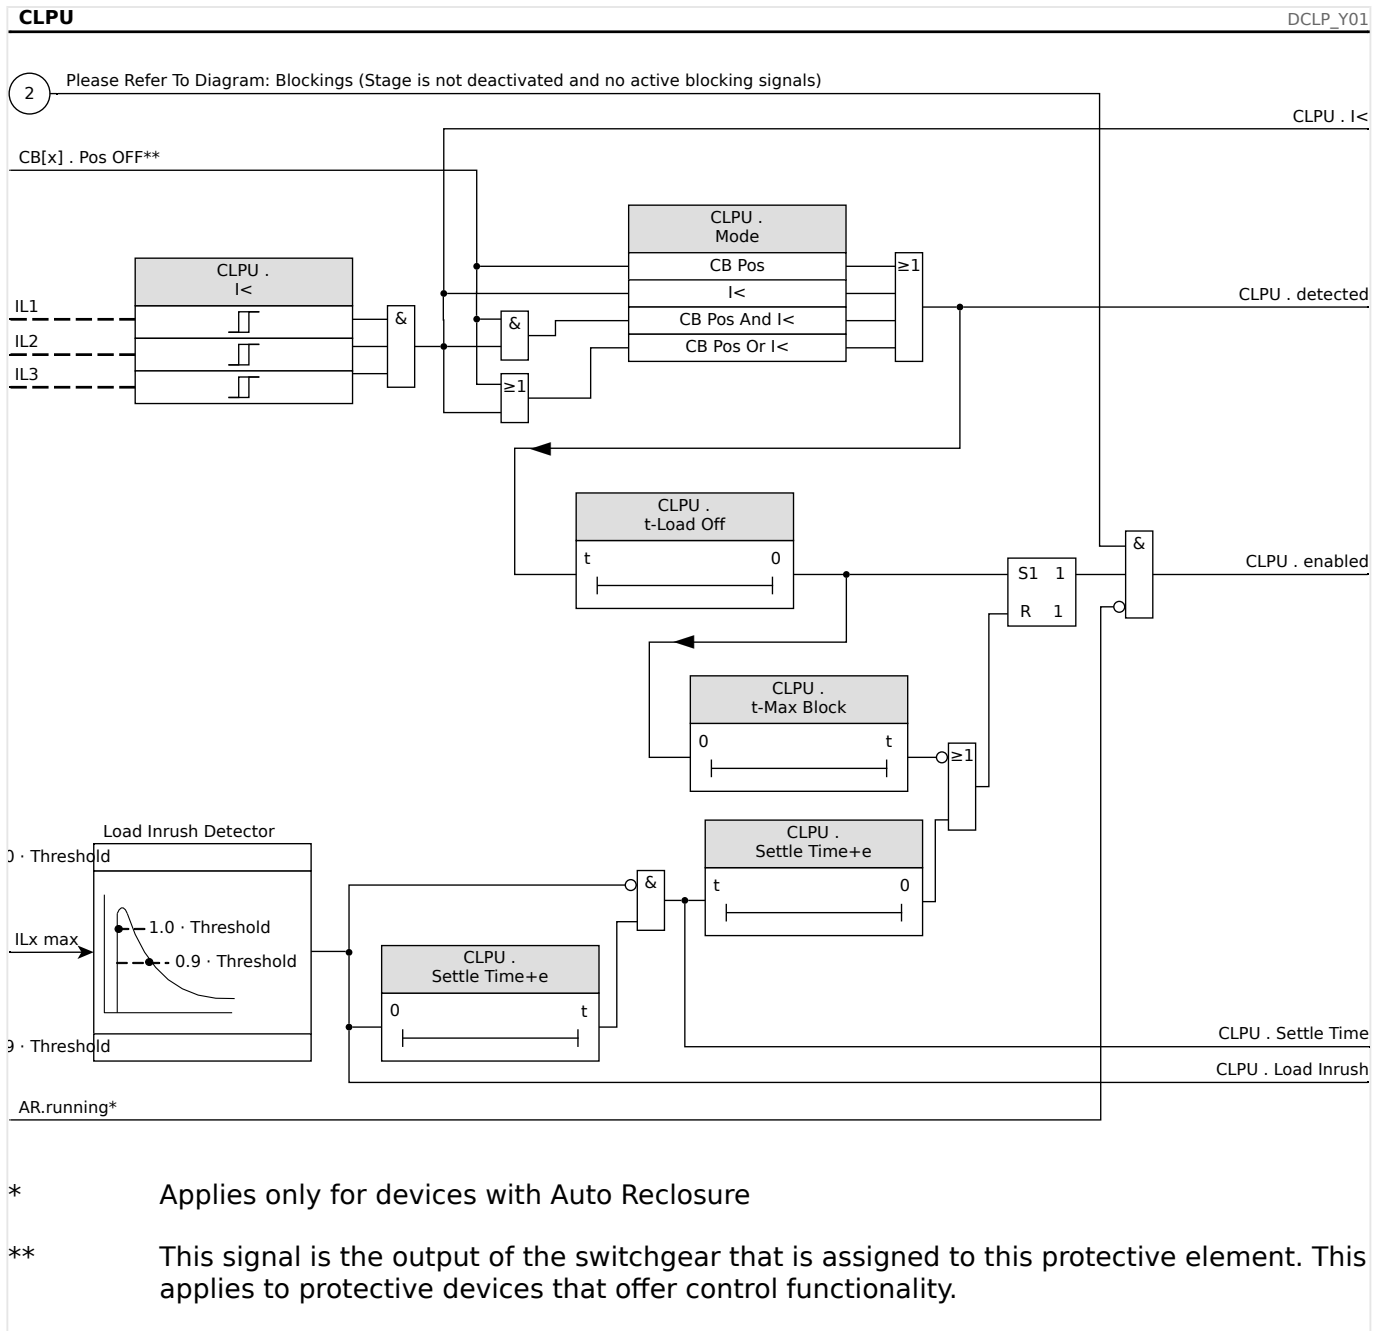 CLPU
DCLP_Y01
2
Please Refer To Diagram: Blockings (Stage is not deactivated and no active blocking signals)
CLPU . I<
CB[x] . Pos OFF**
CLPU .
Mode
CB Pos
I<
CB Pos And I<
CB Pos Or I<
≥1
CLPU .
I<
IL1
IL2
IL3
&
&
≥1
CLPU . detected
CLPU .
t-Load Off
t 0
S1 1
R 1
&
CLPU . enabled
CLPU .
t-Max Block
0 t
≥1
Load Inrush Detector
0 · Threshold
1.0 · Threshold
0.9 · Threshold
ILx max
9 · Threshold
CLPU .
Settle Time+e
0 t
&
CLPU .
Settle Time+e
t 0
CLPU . Settle Time
CLPU . Load Inrush
AR.running*
* Applies only for devices with Auto Reclosure
** This signal is the output of the switchgear that is assigned to this protective element. This
applies to protective devices that offer control functionality.